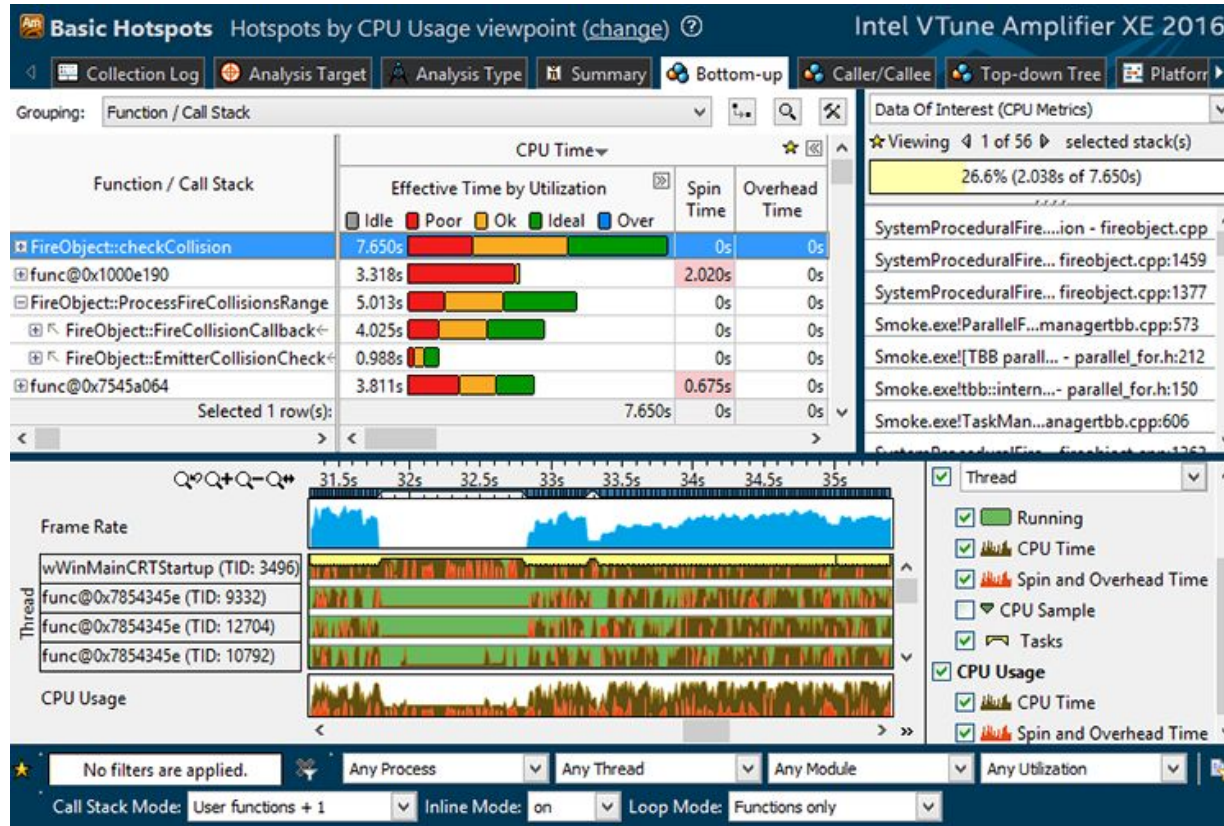 Basic Hotspots Hotspots by CPU Usage viewpoint (change) ? Intel VTune Amplifier XE 2016
Collection Log Analysis Target Analysis Type Summary Bottom-up Caller/Callee Top-down Tree Platforr
Grouping: Function / Call Stack
Function / Call Stack
CPU Time
Effective Time by Utilization
Idle Poor Ok Ideal Over
Spin Time
Overhead Time
FireObject::checkCollision 7.650s 0s 0s
func@0x1000e190 3.318s 2.020s 0s
FireObject::ProcessFireCollisionsRange 5.013s 0s 0s
FireObject::FireCollisionCallback 4.025s 0s 0s
FireObject::EmitterCollisionCheck 0.988s 0s 0s
func@0x7545a064 3.811s 0.675s 0s
Selected 1 row(s): 7.650s 0s 0s
Data Of Interest (CPU Metrics)
Viewing 1 of 56 selected stack(s)
26.6% (2.038s of 7.650s)
SystemProceduralFire....ion - fireobject.cpp
SystemProceduralFire... fireobject.cpp:1459
SystemProceduralFire... fireobject.cpp:1377
Smoke.exe!ParallelF...managertbb.cpp:573
Smoke.exe![TBB parall... - parallel_for.h:212
Smoke.exe!tbb::intern...- parallel_for.h:150
Smoke.exe!TaskMan...anagertbb.cpp:606
31.5s 32s 32.5s 33s 33.5s 34s 34.5s 35s
Frame Rate
Thread
wWinMainCRTStartup (TID: 3496)
func@0x7854345e (TID: 9332)
func@0x7854345e (TID: 12704)
func@0x7854345e (TID: 10792)
CPU Usage
Thread
Running
CPU Time
Spin and Overhead Time
CPU Sample
Tasks
CPU Usage
CPU Time
Spin and Overhead Time
No filters are applied. Any Process Any Thread Any Module Any Utilization
Call Stack Mode: User functions + 1 Inline Mode: on Loop Mode: Functions only